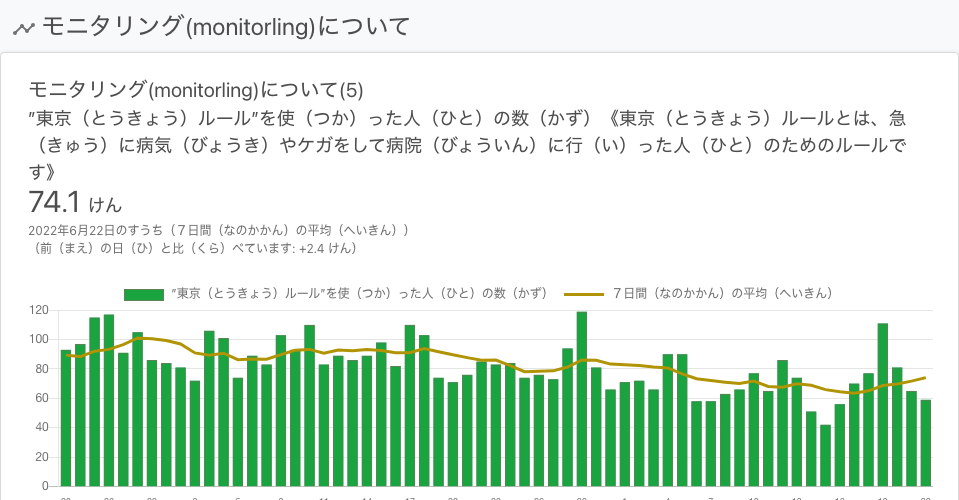 モニタリング(monitorling)について
モニタリング(monitorling)について(5)
”東京（とうきょう）ルール”を使（つか）った人（ひと）の数（かず）《東京（とうきょう）ルールとは、急
（きゅう）に病気（びょうき）やケガをして病院（びょういん）に行（い）った人（ひと）のためのルールで
す》
74.1 けん
2022年6月22日のすうち（７日間（なのかかん）の平均（へいきん））
（前（まえ）の日（ひ）と比（くら）べています: +2.4 けん）
”東京（とうきょう）ルール”を使（つか）った人（ひと）の数（かず） ７日間（なのかかん）の平均（へいきん）
120
100
80
60
40
20
0